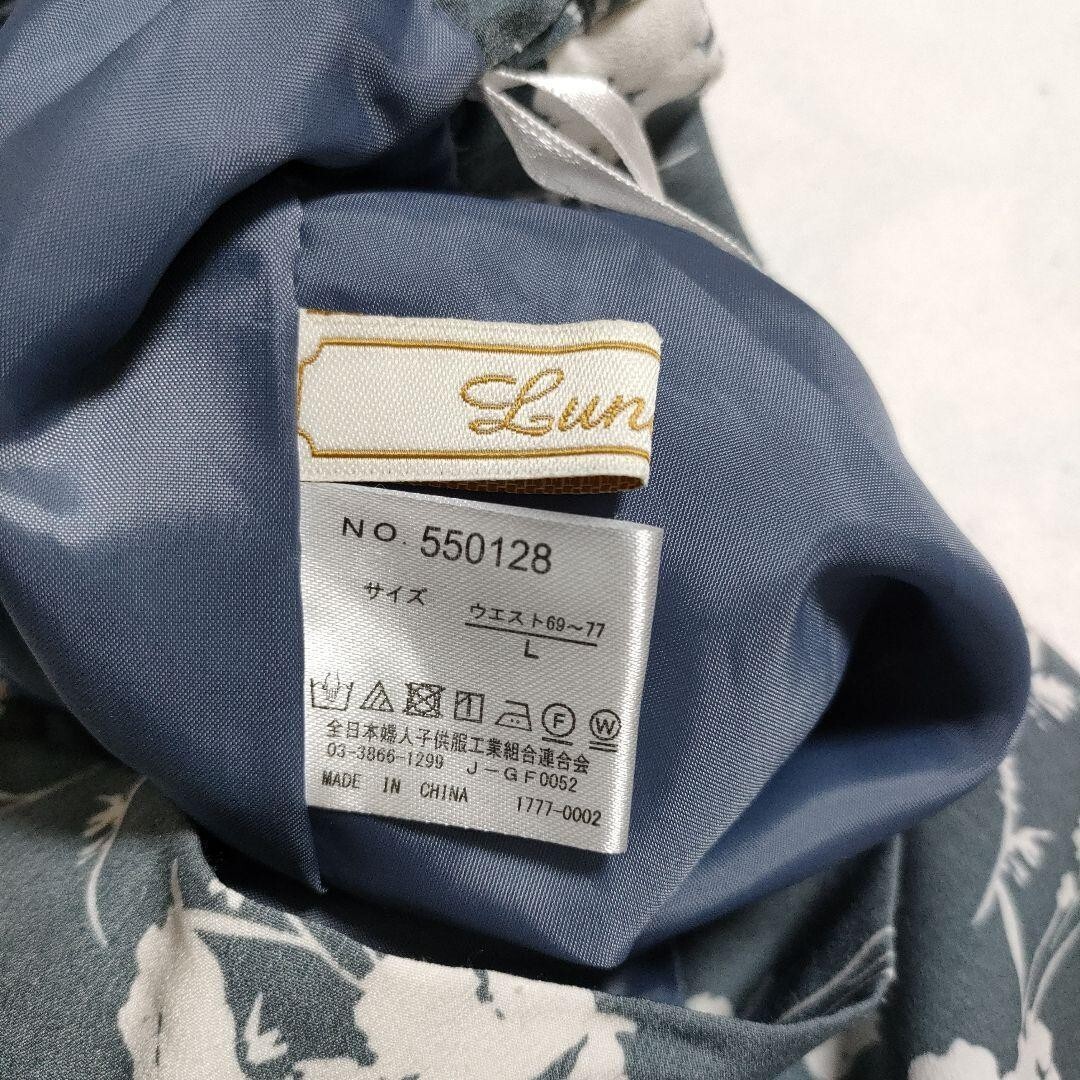 NO. 550128
サイズ
ウエスト69〜77
L
F W
全日本婦人子供服工業組合連合会
03-3866-1299 J-GF0052
MADE IN CHINA 1777-0002